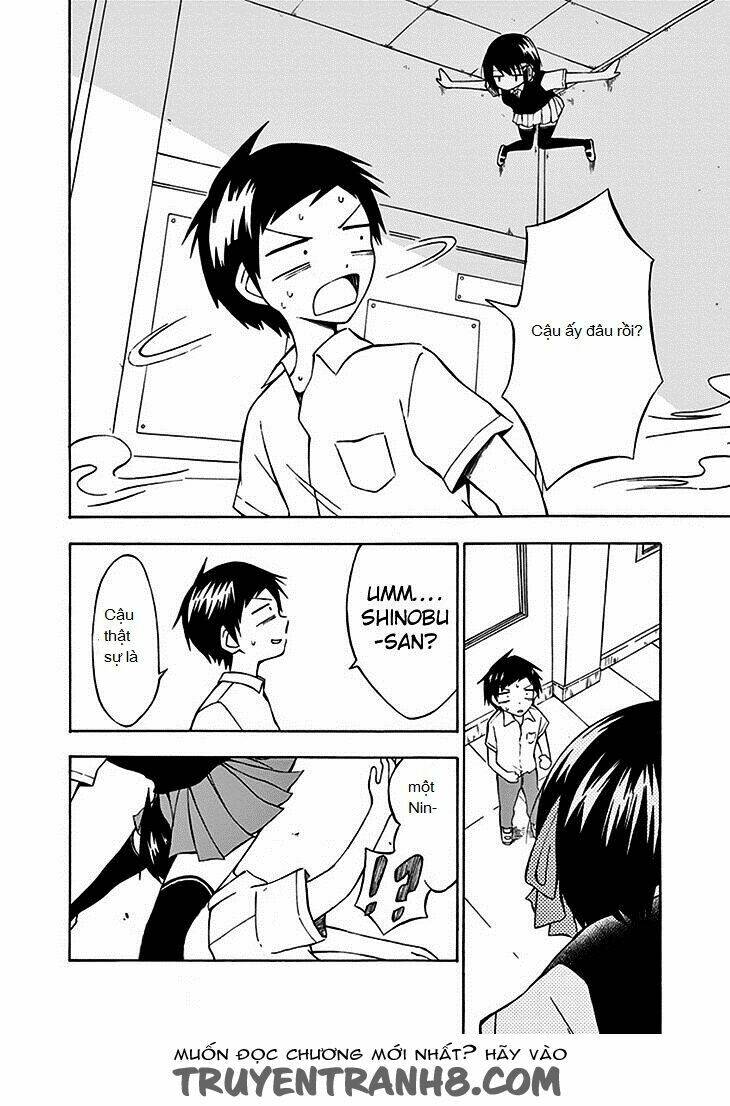 Cậu ấy đâu rồi?
UMM....
SHINOBU
-SAN?
Cậu
thật
sự là
một
Nin-
!?
MUỐN ĐỌC CHƯƠNG MỚI NHẤT? HÃY VÀO
TRUYENTRANH8.COM